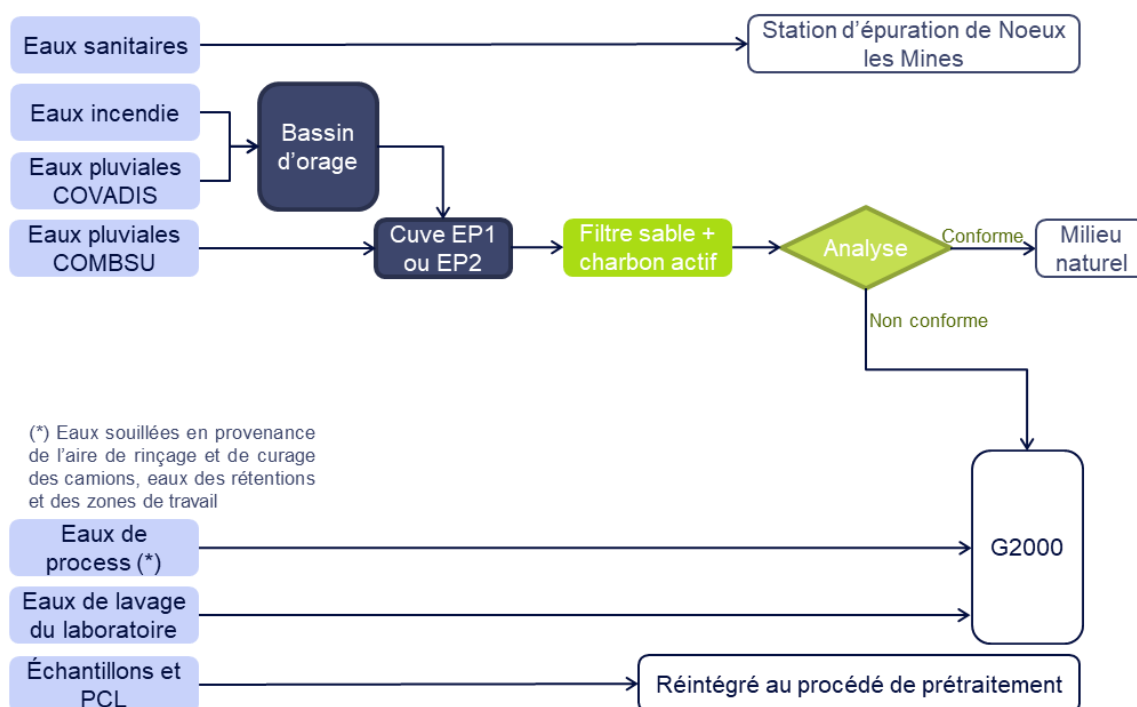 Eaux sanitaires
Station d'épuration de Noeux
les Mines
Eaux incendie
Bassin
d'orage
Eaux pluviales
COVADIS
Eaux pluviales
COMBSU
Cuve EP1
ou EP2
Filtre sable +
charbon actif
Analyse
Conforme
Milieu
naturel
Non conforme
(*) Eaux souillées en provenance
de l'aire de rinçage et de curage
des camions, eaux des rétentions
et des zones de travail
Eaux de
process (*)
G2000
Eaux de lavage
du laboratoire
Échantillons et
PCL
Réintégré au procédé de prétraitement